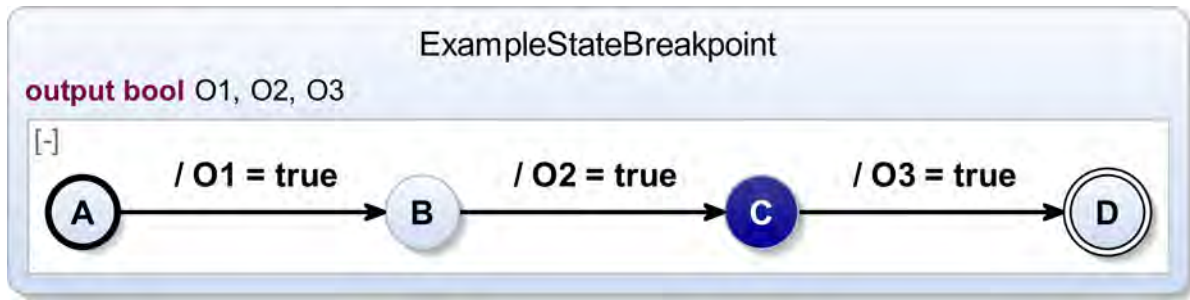 ExampleStateBreakpoint
output bool O1, O2, O3
[-]
/ O1 = true / O2 = true / O3 = true
A B C D